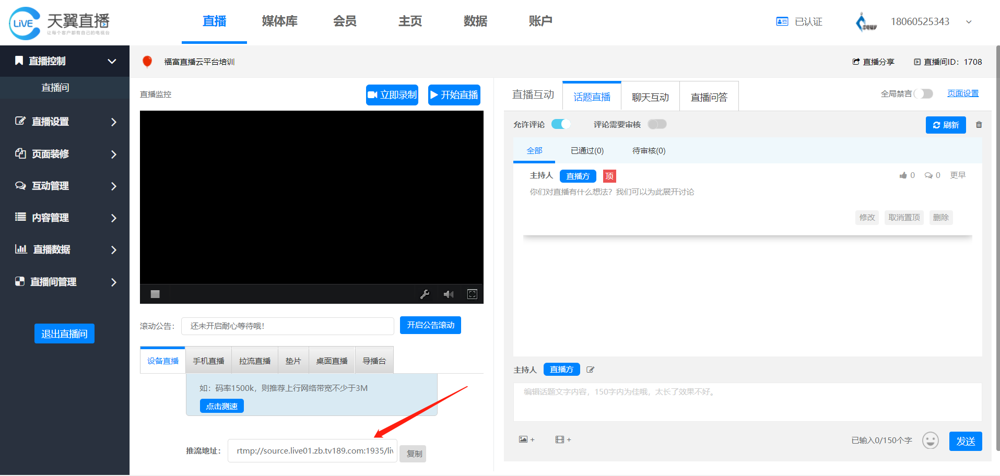 LiVE 天翼直播
让每个客户都有自己的电视台
直播 媒体库 会员 主页 数据 账户
已认证 18060525343
直播控制
直播间
直播设置
页面装修
互动管理
内容管理
直播数据
直播间管理
退出直播间
福富直播云平台培训
直播分享 直播间ID：1708
直播监控
立即录制 开始直播
滚动公告： 还未开启耐心等待哦！ 开启公告滚动
设备直播 手机直播 拉流直播 垫片 桌面直播 导播台
如：码率1500k，则推荐上行网络带宽不少于3M
点击测速
推流地址： rtmp://source.live01.zb.tv189.com:1935/liv 复制
直播互动 话题直播 聊天互动 直播问答
全局禁言 页面设置
允许评论 评论需要审核 刷新
全部 已通过(0) 待审核(0)
主持人 直播方 顶 0 0 更早
你们对直播有什么想法？我们可以为此展开讨论
修改 取消置顶 删除
主持人 直播方
编辑话题文字内容，150字内为佳哦，太长了效果不好。
+ + 已输入0/150个字 发送